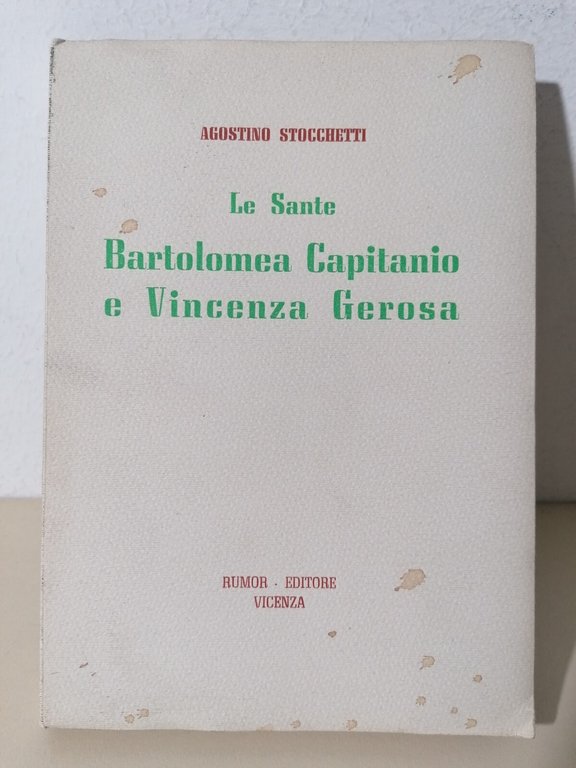 AGOSTINO STOCCHETTI
Le Sante
Bartolomea Capitanio
e Vincenza Gerosa
RUMOR · EDITORE
VICENZA